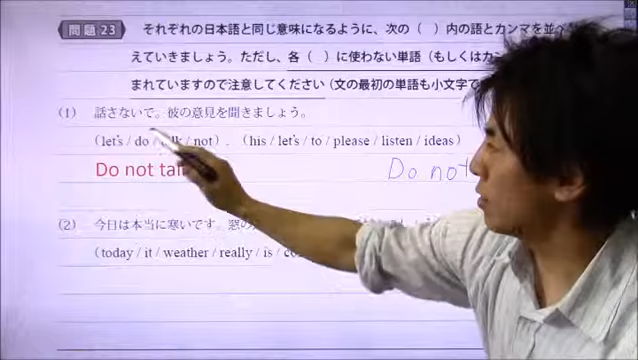 問題 23 それぞれの日本語と同じ意味になるように、次の（ ）内の語とカンマを並べ
えていきましょう。ただし、各（ ）に使わない単語（もしくはカン
まれていますので注意してください（文の最初の単語も小文字で
(1) 話さないで。彼の意見を聞きましょう。
(let's / do / talk / not) . (his / let's / to / please / listen / ideas)
Do not tal Do not
(2) 今日は本当に寒いです。窓の
(today / it / weather / really / is /